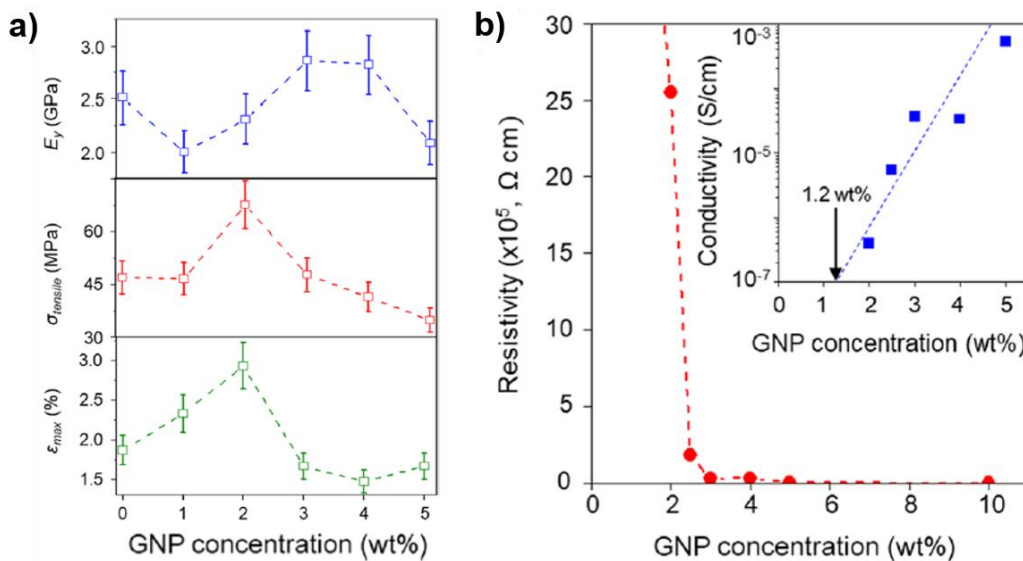 a)
E_y (GPa)
3.0
2.5
2.0
σ_tensile (MPa)
60
45
30
ε_max (%)
3.0
2.5
2.0
1.5
0 1 2 3 4 5
GNP concentration (wt%)
b)
Resistivity (x10⁵, Ω cm)
30
25
20
15
10
5
0
0 2 4 6 8 10
GNP concentration (wt%)
Conductivity (S/cm)
10⁻³
10⁻⁵
10⁻⁷
1.2 wt%
0 1 2 3 4 5
GNP concentration (wt%)